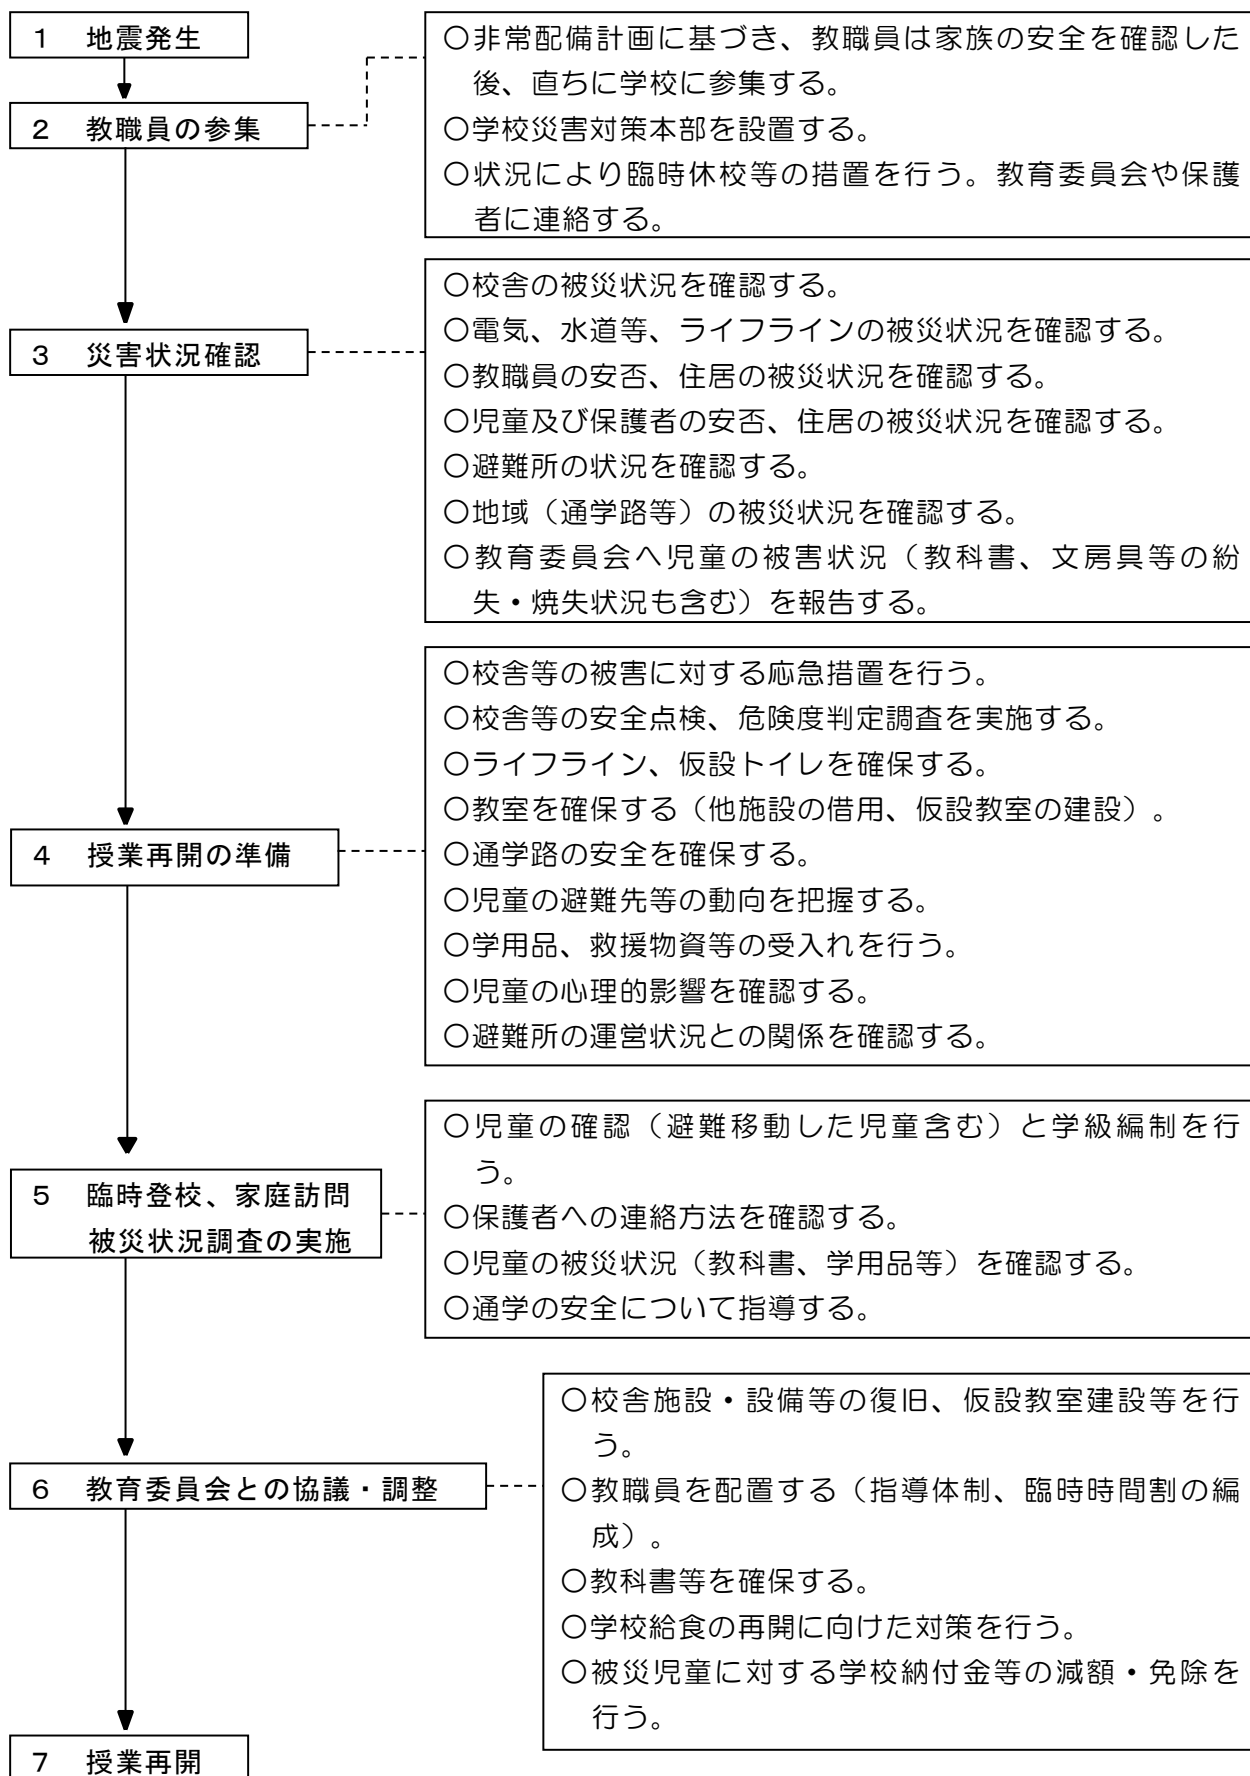 １　地震発生
２　教職員の参集
○非常配備計画に基づき、教職員は家族の安全を確認した
後、直ちに学校に参集する。
○学校災害対策本部を設置する。
○状況により臨時休校等の措置を行う。教育委員会や保護
者に連絡する。
３　災害状況確認
○校舎の被災状況を確認する。
○電気、水道等、ライフラインの被災状況を確認する。
○教職員の安否、住居の被災状況を確認する。
○児童及び保護者の安否、住居の被災状況を確認する。
○避難所の状況を確認する。
○地域（通学路等）の被災状況を確認する。
○教育委員会へ児童の被害状況（教科書、文房具等の紛
失・焼失状況も含む）を報告する。
４　授業再開の準備
○校舎等の被害に対する応急措置を行う。
○校舎等の安全点検、危険度判定調査を実施する。
○ライフライン、仮設トイレを確保する。
○教室を確保する（他施設の借用、仮設教室の建設）。
○通学路の安全を確保する。
○児童の避難先等の動向を把握する。
○学用品、救援物資等の受入れを行う。
○児童の心理的影響を確認する。
○避難所の運営状況との関係を確認する。
５　臨時登校、家庭訪問
被災状況調査の実施
○児童の確認（避難移動した児童含む）と学級編制を行
う。
○保護者への連絡方法を確認する。
○児童の被災状況（教科書、学用品等）を確認する。
○通学の安全について指導する。
６　教育委員会との協議・調整
○校舎施設・設備等の復旧、仮設教室建設等を行
う。
○教職員を配置する（指導体制、臨時時間割の編
成）。
○教科書等を確保する。
○学校給食の再開に向けた対策を行う。
○被災児童に対する学校納付金等の減額・免除を
行う。
７　授業再開